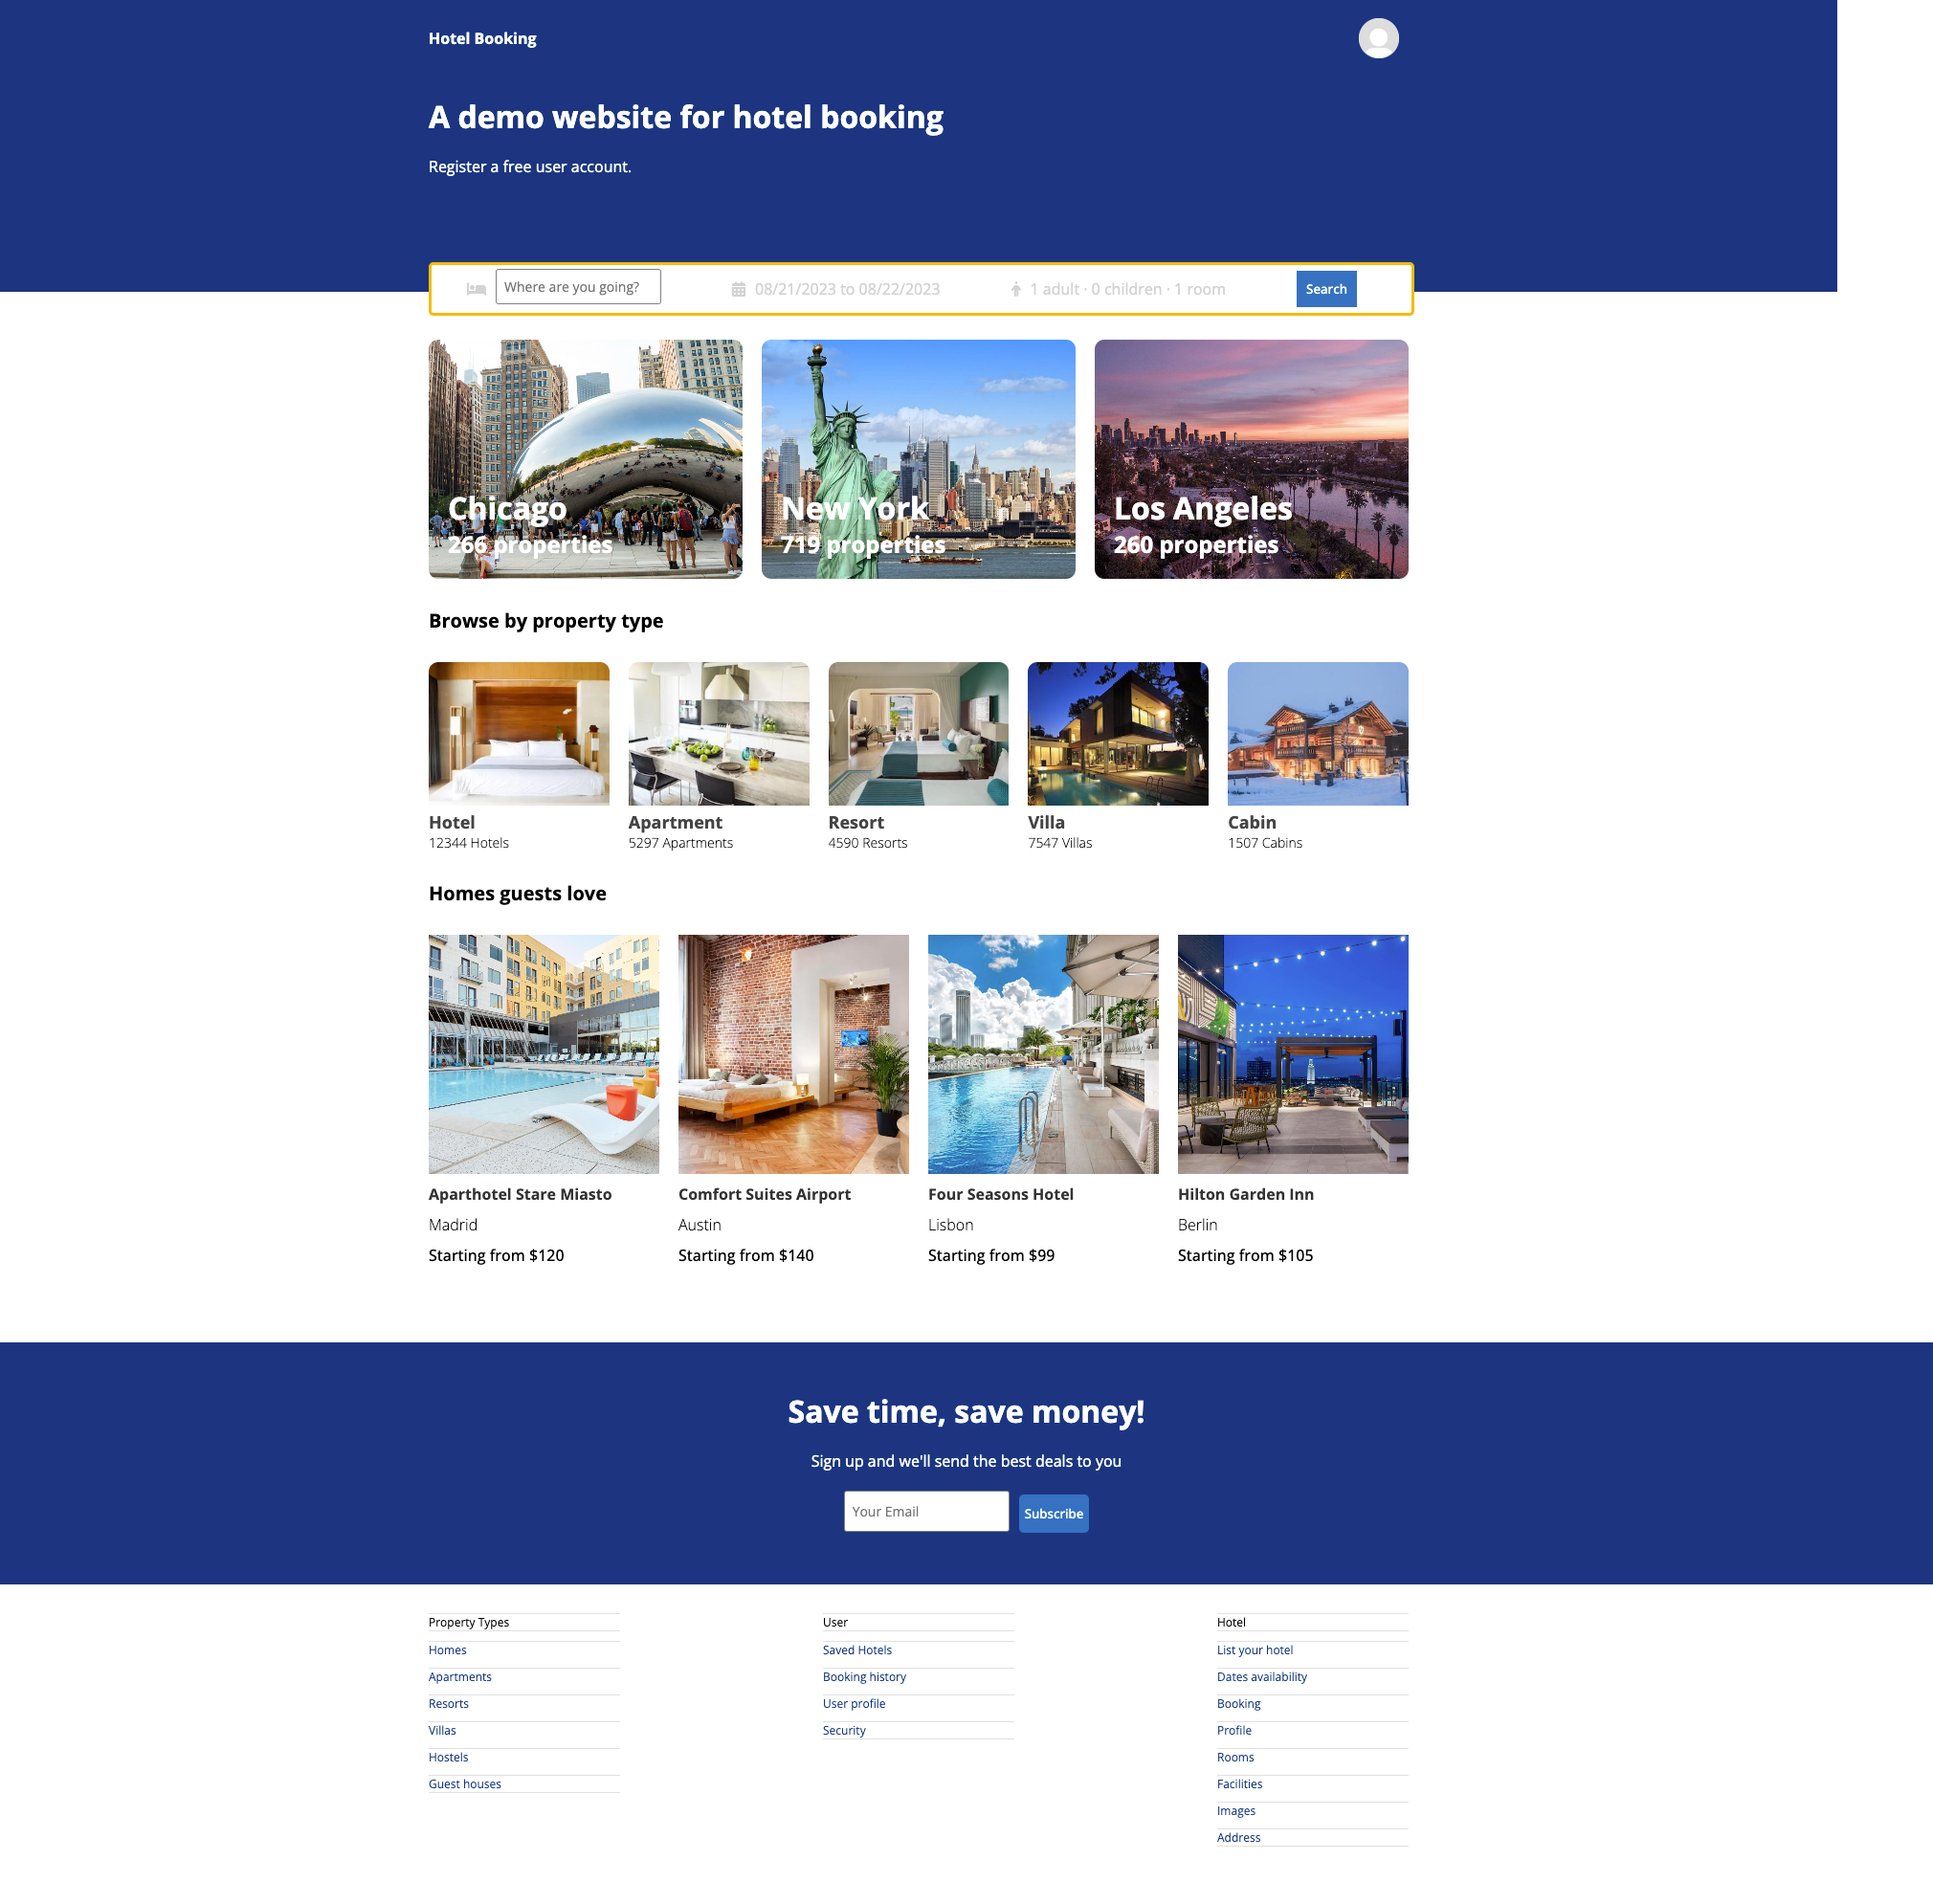 Hotel Booking
A demo website for hotel booking
Register a free user account.
Where are you going?
08/21/2023 to 08/22/2023
1 adult · 0 children · 1 room
Search
Chicago
266 properties
New York
719 properties
Los Angeles
260 properties
Browse by property type
Hotel
12344 Hotels
Apartment
5297 Apartments
Resort
4590 Resorts
Villa
7547 Villas
Cabin
1507 Cabins
Homes guests love
Aparthotel Stare Miasto
Madrid
Starting from $120
Comfort Suites Airport
Austin
Starting from $140
Four Seasons Hotel
Lisbon
Starting from $99
Hilton Garden Inn
Berlin
Starting from $105
Save time, save money!
Sign up and we'll send the best deals to you
Your Email
Subscribe
Property Types
Homes
Apartments
Resorts
Villas
Hostels
Guest houses
User
Saved Hotels
Booking history
User profile
Security
Hotel
List your hotel
Dates availability
Booking
Profile
Rooms
Facilities
Images
Address